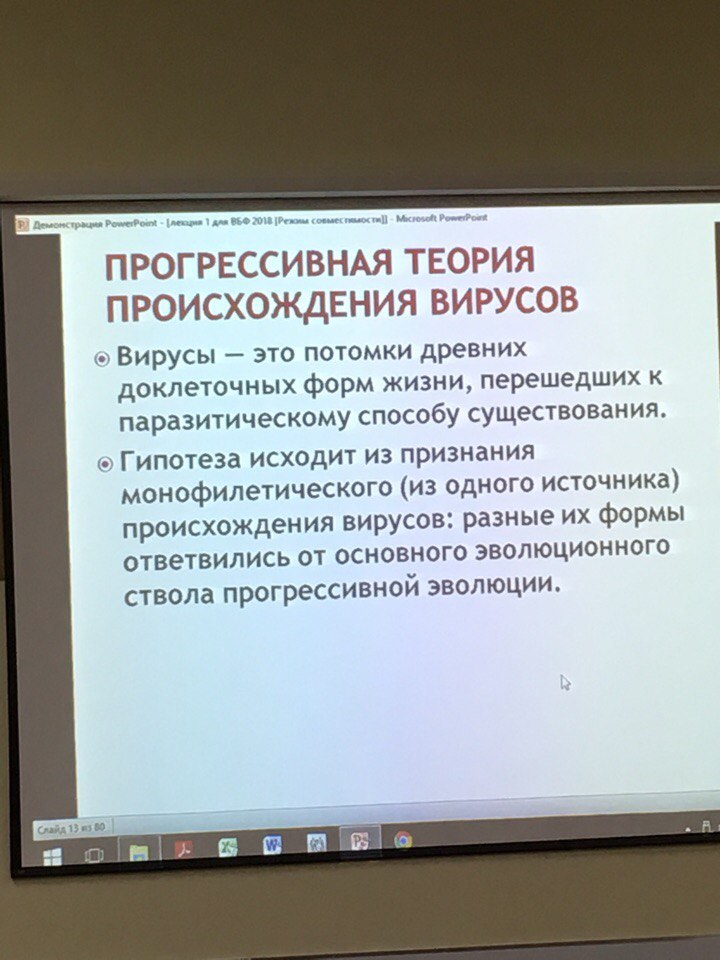 Демонстрация PowerPoint - [лекция 1 для ВБФ 2018 [Режим совместимости]] - Microsoft PowerPoint
ПРОГРЕССИВНАЯ ТЕОРИЯ
ПРОИСХОЖДЕНИЯ ВИРУСОВ
Вирусы — это потомки древних
доклеточных форм жизни, перешедших к
паразитическому способу существования.
Гипотеза исходит из признания
монофилетического (из одного источника)
происхождения вирусов: разные их формы
ответвились от основного эволюционного
ствола прогрессивной эволюции.
Слайд 13 из 80